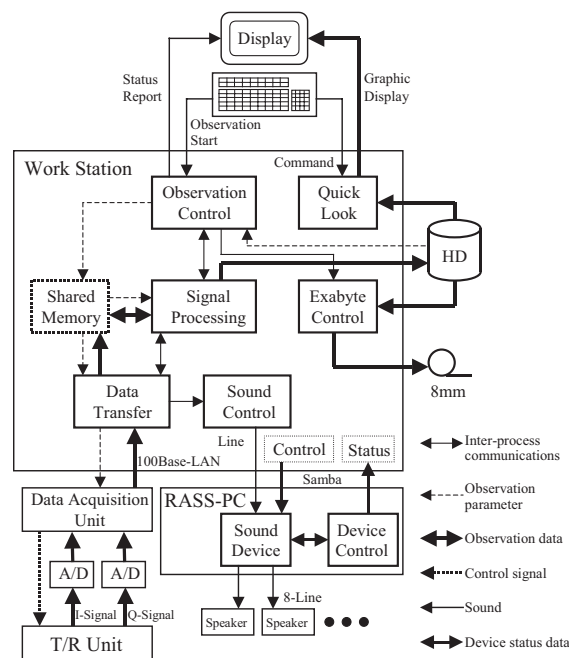 Display
Status
Report
Graphic
Display
Observation
Start
Command
Work Station
Observation
Control
Quick
Look
HD
Shared
Memory
Signal
Processing
Exabyte
Control
8mm
Data
Transfer
Sound
Control
Line
Control
Status
100Base-LAN
Samba
RASS-PC
Data Acquisition
Unit
Sound
Device
Device
Control
A/D
A/D
8-Line
I-Signal
Q-Signal
Speaker
Speaker
T/R Unit
Inter-process
communications
Observation
parameter
Observation data
Control signal
Sound
Device status data